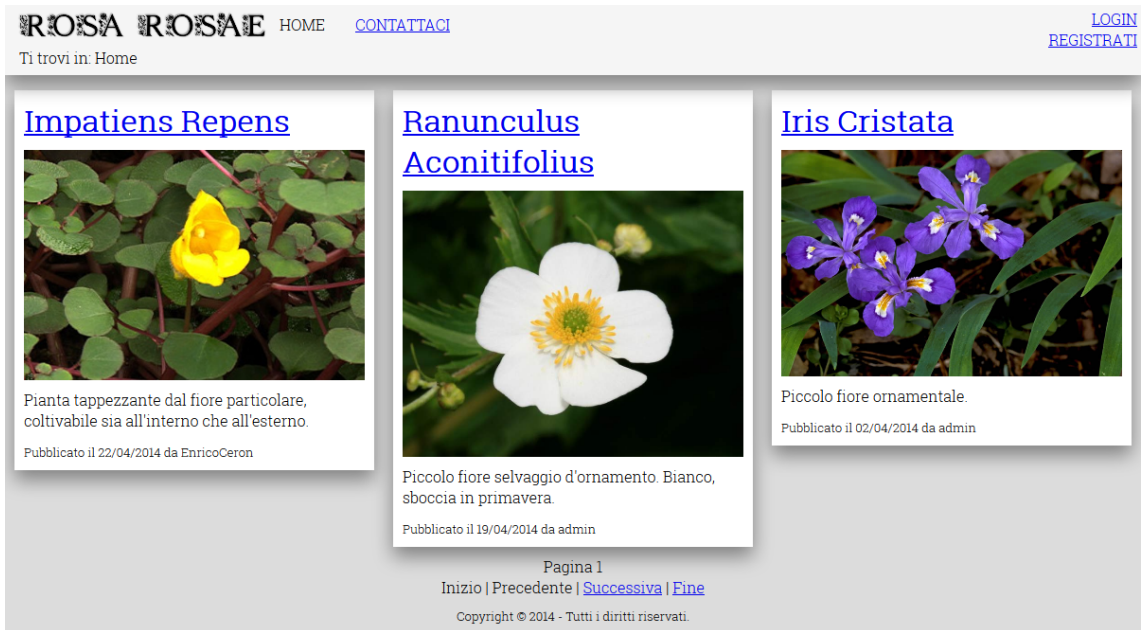 ROSA ROSAE HOME CONTATTACI
LOGIN
REGISTRATI
Ti trovi in: Home
Impatiens Repens
Pianta tappezzante dal fiore particolare,
coltivabile sia all'interno che all'esterno.
Pubblicato il 22/04/2014 da EnricoCeron
Ranunculus
Aconitifolius
Piccolo fiore selvaggio d'ornamento. Bianco,
sboccia in primavera.
Pubblicato il 19/04/2014 da admin
Iris Cristata
Piccolo fiore ornamentale.
Pubblicato il 02/04/2014 da admin
Pagina 1
Inizio | Precedente | Successiva | Fine
Copyright © 2014 - Tutti i diritti riservati.